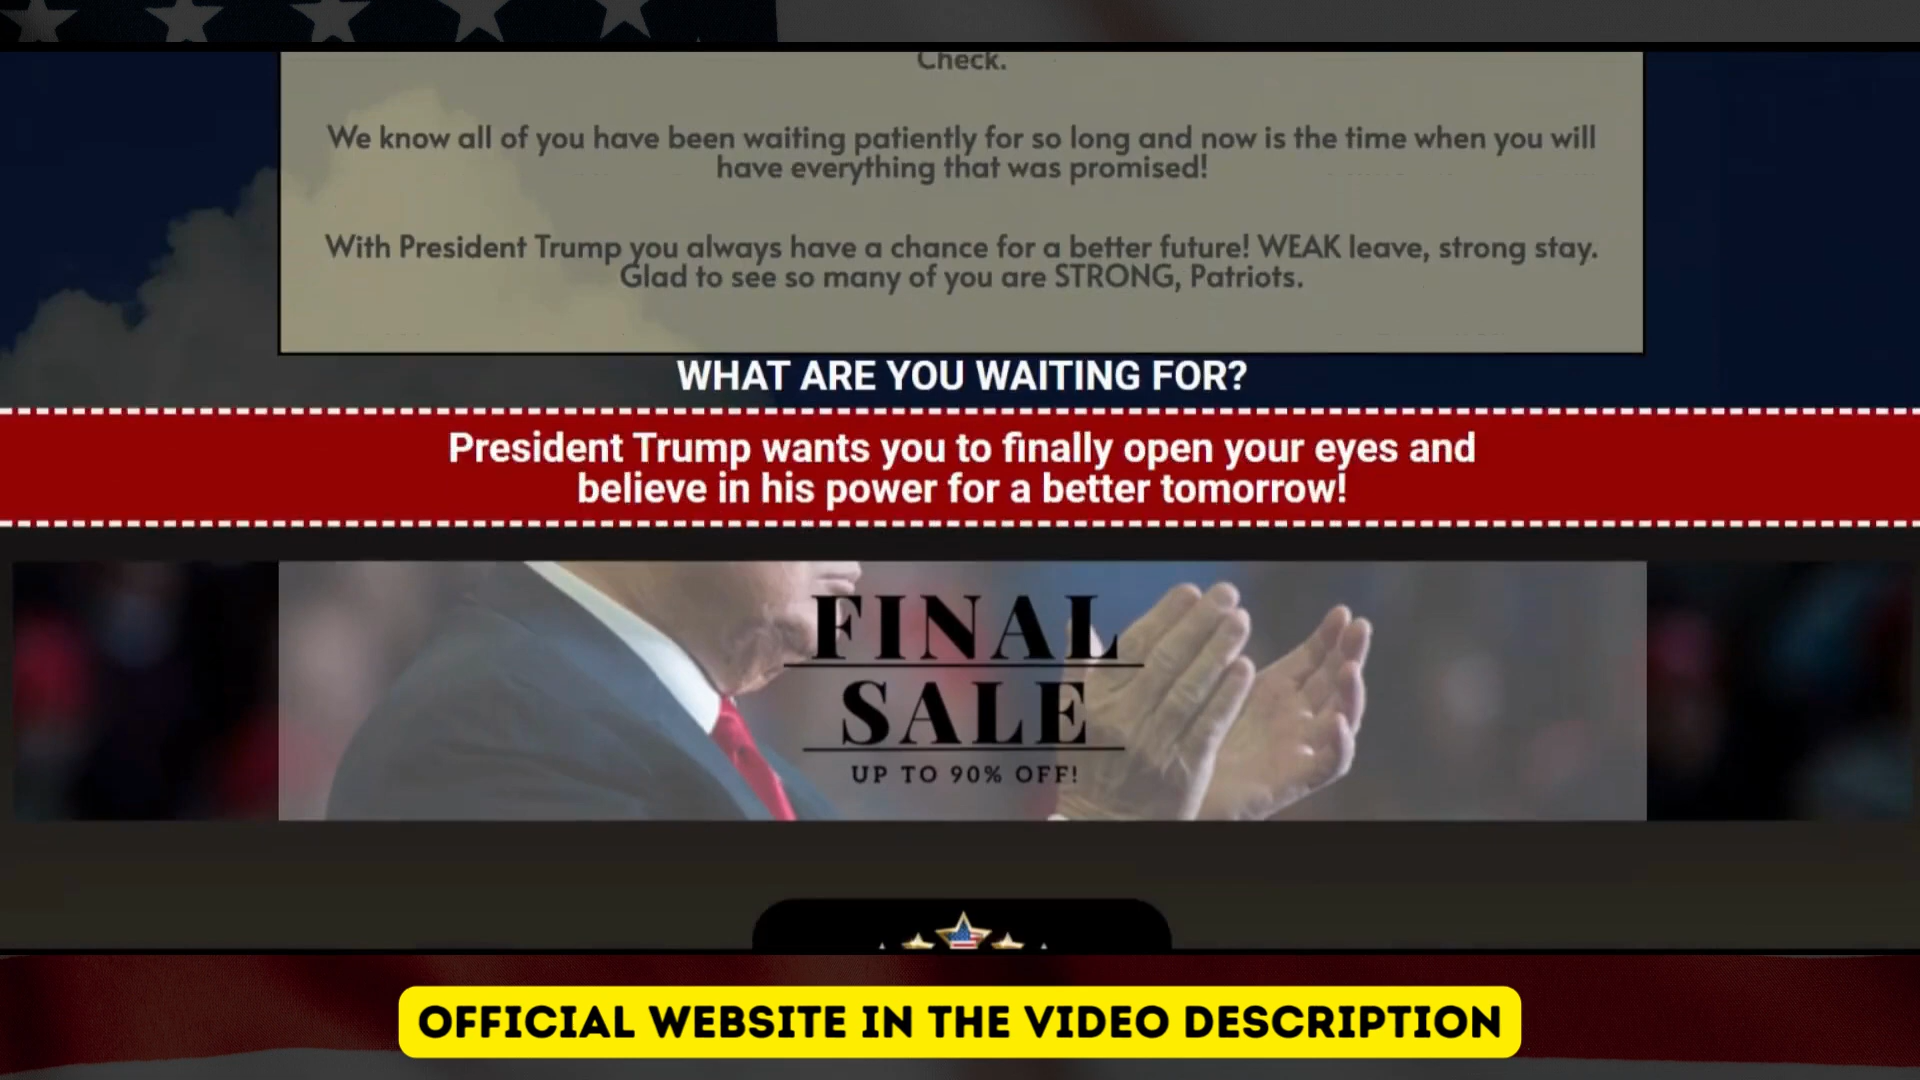 Check.
We know all of you have been waiting patiently for so long and now is the time when you will
have everything that was promised!
With President Trump you always have a chance for a better future! WEAK leave, strong stay.
Glad to see so many of you are STRONG, Patriots.
WHAT ARE YOU WAITING FOR?
President Trump wants you to finally open your eyes and
believe in his power for a better tomorrow!
FINAL
SALE
UP TO 90% OFF!
OFFICIAL WEBSITE IN THE VIDEO DESCRIPTION